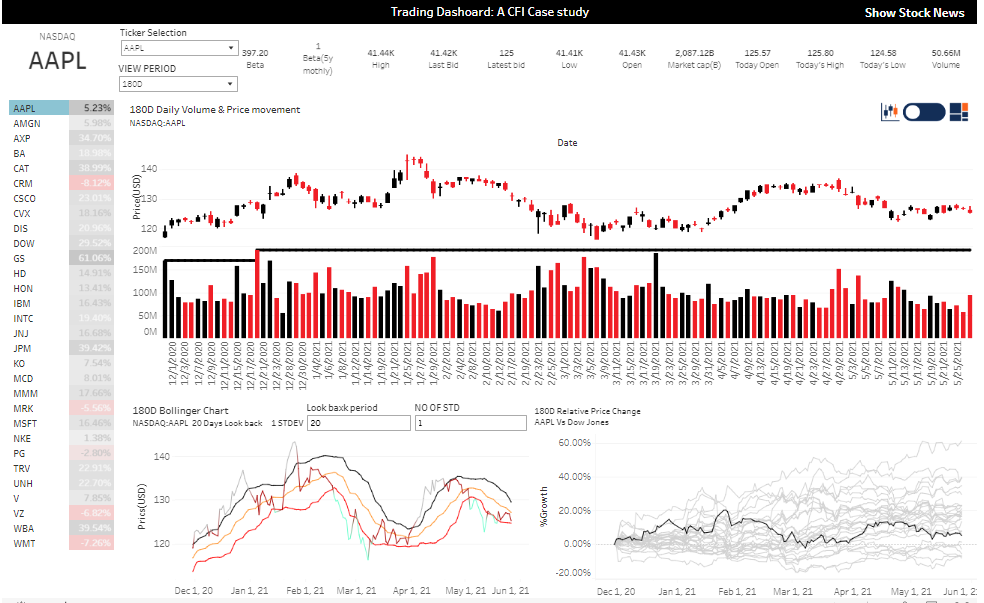 Trading Dashoard: A CFI Case study
Show Stock News
NASDAQ
AAPL
Ticker Selection
AAPL
VIEW PERIOD
180D
397.20
Beta
1
Beta(5y
mothly)
41.44K
High
41.42K
Last Bid
125
Latest bid
41.41K
Low
41.43K
Open
2,087.12B
Market cap(B)
125.57
Today Open
125.80
Today's High
124.58
Today's Low
50.66M
Volume
AAPL 5.23%
AMGN 5.98%
AXP 34.70%
BA 18.99%
CAT 38.99%
CRM -8.12%
CSCO 23.01%
CVX 38.16%
DIS 20.96%
DOW 29.52%
GS 61.06%
HD 14.91%
HON 13.41%
IBM 16.43%
INTC 19.40%
JNJ 16.68%
JPM 39.42%
KO 7.54%
MCD 8.01%
MMM 17.66%
MRK -5.56%
MSFT 16.46%
NKE 1.38%
PG -2.80%
TRV 22.91%
UNH 22.70%
V 7.85%
VZ -6.82%
WBA 39.54%
WMT -7.26%
180D Daily Volume & Price movement
NASDAQ:AAPL
Date
Price(USD)
140
130
120
200M
150M
100M
50M
0M
12/1/2020
12/3/2020
12/7/2020
12/9/2020
12/11/2020
12/15/2020
12/17/2020
12/21/2020
12/23/2020
12/28/2020
12/30/2020
1/4/2021
1/6/2021
1/8/2021
1/12/2021
1/14/2021
1/19/2021
1/21/2021
1/25/2021
1/27/2021
1/29/2021
2/2/2021
2/4/2021
2/8/2021
2/10/2021
2/12/2021
2/17/2021
2/19/2021
2/23/2021
2/25/2021
3/1/2021
3/3/2021
3/5/2021
3/9/2021
3/11/2021
3/15/2021
3/17/2021
3/19/2021
3/23/2021
3/25/2021
3/29/2021
3/31/2021
4/5/2021
4/7/2021
4/9/2021
4/13/2021
4/15/2021
4/19/2021
4/21/2021
4/23/2021
4/27/2021
4/29/2021
5/3/2021
5/5/2021
5/7/2021
5/11/2021
5/13/2021
5/17/2021
5/19/2021
5/21/2021
5/25/2021
180D Bollinger Chart
NASDAQ:AAPL 20 Days Look back 1 STDEV
Look baxk period
20
NO OF STD
1
Priss(USD)
140
130
120
Dec 1, 20 Jan 1, 21 Feb 1, 21 Mar 1, 21 Apr 1, 21 May 1, 21 Jun 1, 21
180D Relative Price Change
AAPL Vs Dow Jones
%Growth
60.00%
40.00%
20.00%
0.00%
-20.00%
Dec 1, 20 Jan 1, 21 Feb 1, 21 Mar 1, 21 Apr 1, 21 May 1, 21 Jun 1,